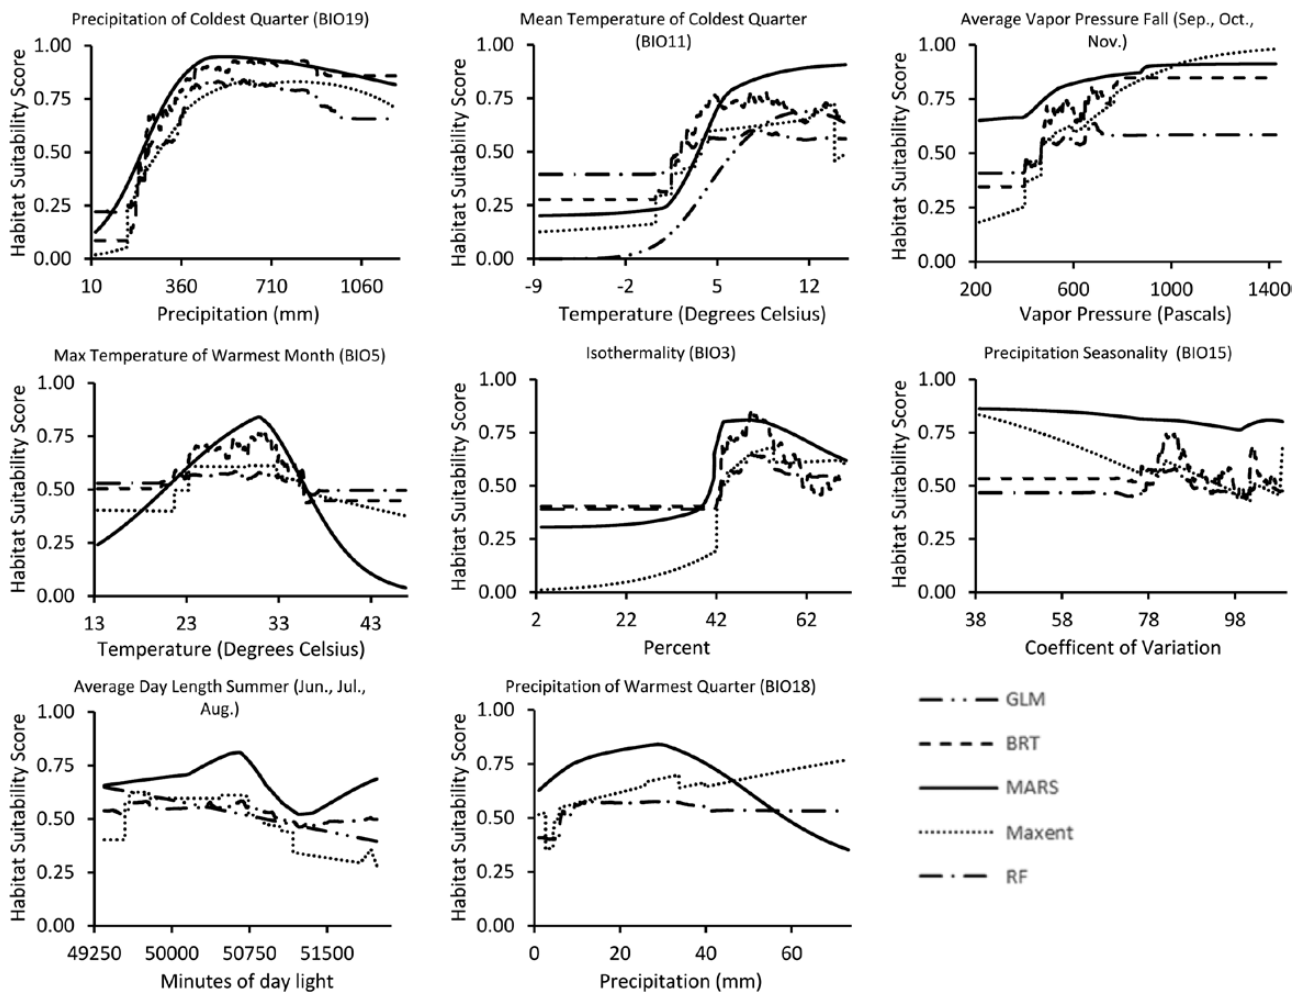 Precipitation of Coldest Quarter (BIO19)
Habitat Suitability Score
1.00
0.75
0.50
0.25
0.00
10 360 710 1060
Precipitation (mm)
Mean Temperature of Coldest Quarter
(BIO11)
Habitat Suitability Score
1.00
0.75
0.50
0.25
0.00
-9 -2 5 12
Temperature (Degrees Celsius)
Average Vapor Pressure Fall (Sep., Oct.,
Nov.)
Habitat Suitability Score
1.00
0.75
0.50
0.25
0.00
200 600 1000 1400
Vapor Pressure (Pascals)
Max Temperature of Warmest Month (BIO5)
Habitat Suitability Score
1.00
0.75
0.50
0.25
0.00
13 23 33 43
Temperature (Degrees Celsius)
Isothermality (BIO3)
Habitat Suitability Score
1.00
0.75
0.50
0.25
0.00
2 22 42 62
Percent
Precipitation Seasonality (BIO15)
Habitat Suitability Score
1.00
0.75
0.50
0.25
0.00
38 58 78 98
Coefficent of Variation
Average Day Length Summer (Jun., Jul.,
Aug.)
Habitat Suitability Score
1.00
0.75
0.50
0.25
0.00
49250 50000 50750 51500
Minutes of day light
Precipitation of Warmest Quarter (BIO18)
Habitat Suitability Score
1.00
0.75
0.50
0.25
0.00
0 20 40 60
Precipitation (mm)
GLM
BRT
MARS
Maxent
RF